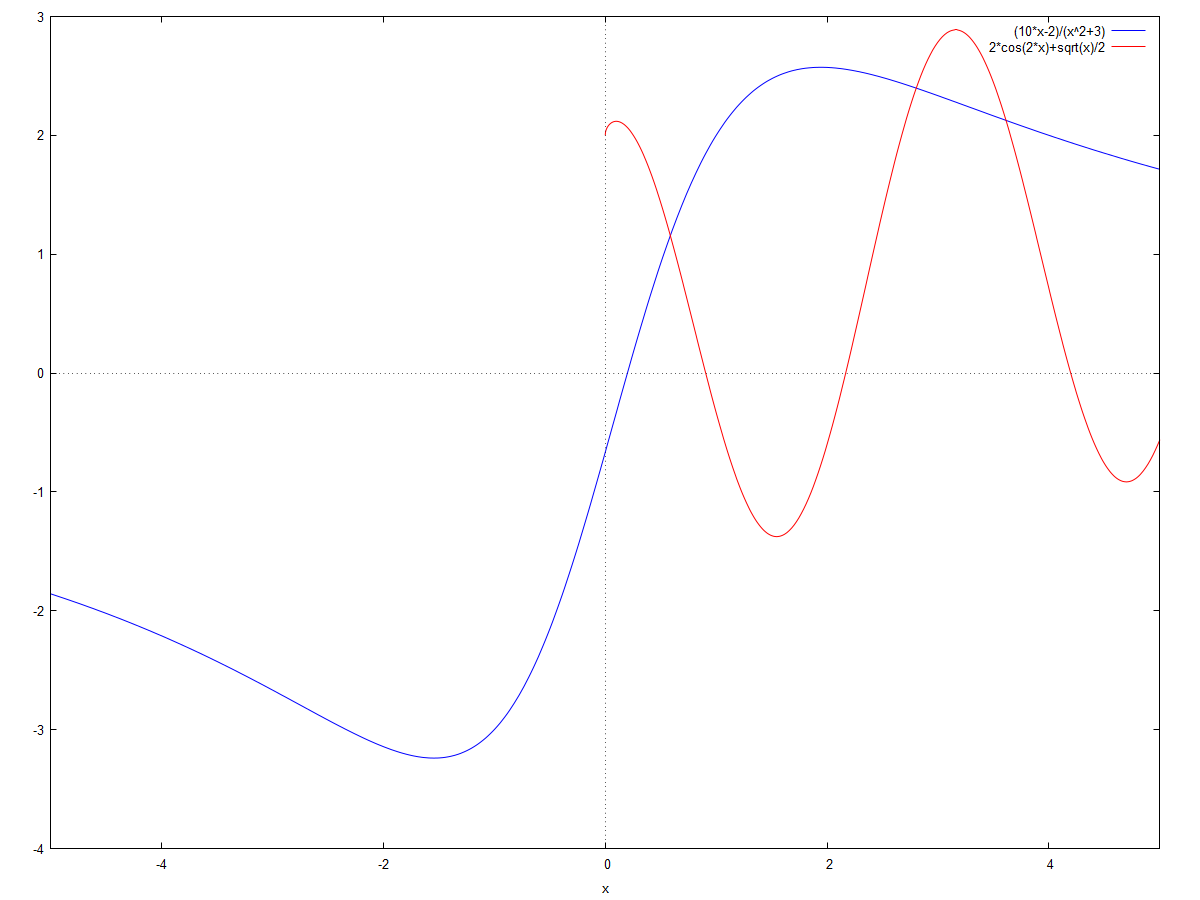 (10*x-2)/(x^2+3)
2*cos(2*x)+sqrt(x)/2
3
2
1
0
-1
-2
-3
-4
-4 -2 0 2 4
x